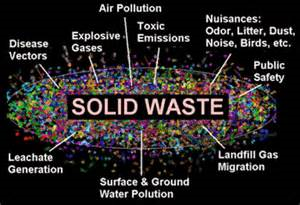 Air Pollution
Toxic
Emissions
Nuisances:
Odor, Litter, Dust,
Noise, Birds, etc.
Explosive
Gases
Disease
Vectors
Public
Safety
SOLID WASTE
Leachate
Generation
Landfill Gas
Migration
Surface & Ground
Water Polution